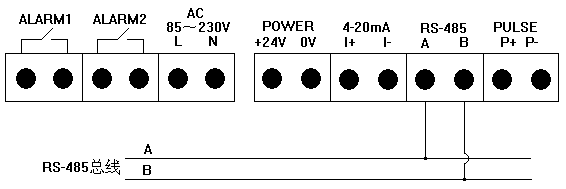 ALARM1 ALARM2 AC 85～230V POWER 4-20mA RS-485 PULSE
L N +24V 0V I+ I- A B P+ P-
A
RS-485总线
B